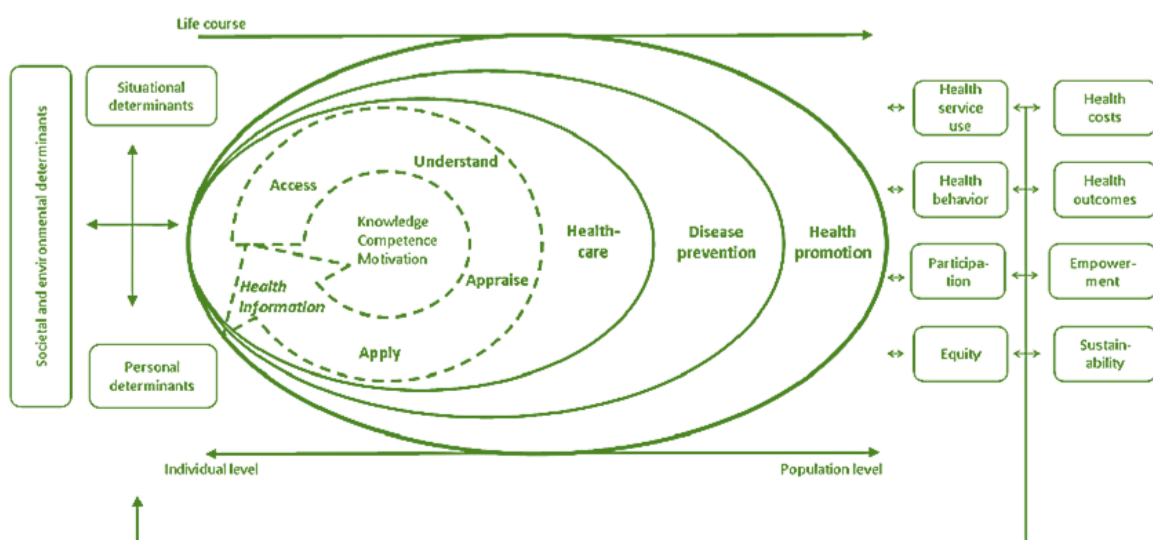 Life course
Societal and environmental determinants
Situational
determinants
Personal
determinants
Access
Understand
Knowledge
Competence
Motivation
Health
Information
Appraise
Apply
Health-
care
Disease
prevention
Health
promotion
Health
service
use
Health
costs
Health
behavior
Health
outcomes
Participa-
tion
Empower-
ment
Equity
Sustain-
ability
Individual level
Population level